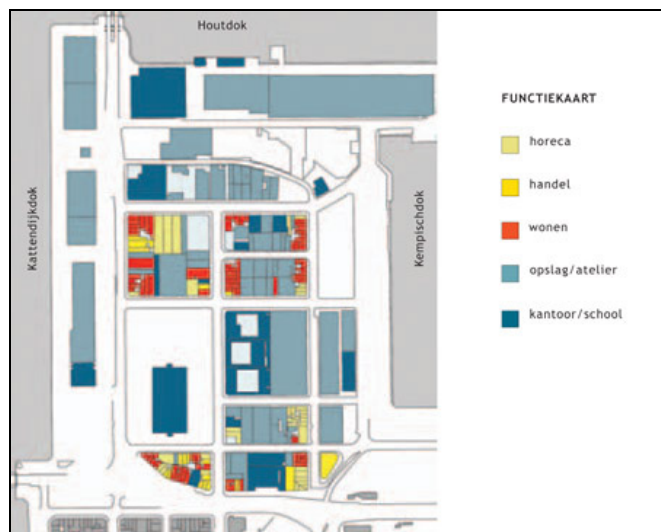 Houtdok
Kattendijkdok
Kempischdok
FUNCTIEKAART
horeca
handel
wonen
opslag/atelier
kantoor/school